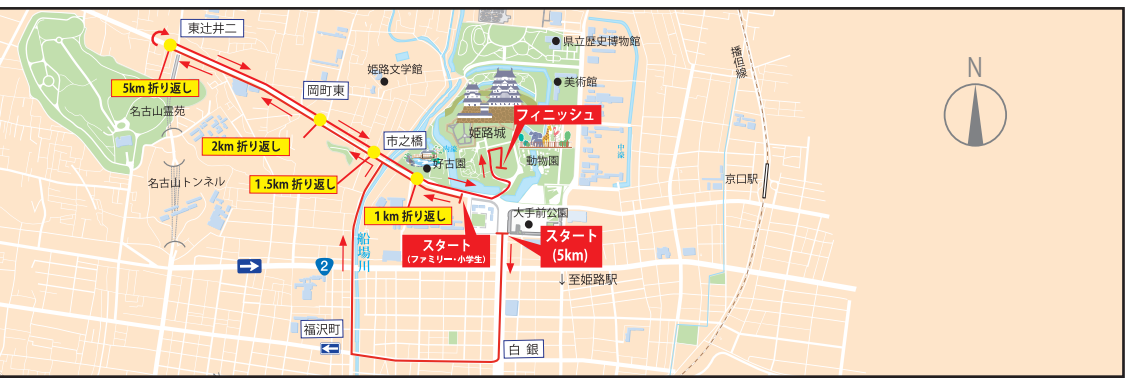 東辻井二
県立歴史博物館
播但線
N
姫路文学館
美術館
5km 折り返し
岡町東
名古山霊苑
フィニッシュ
姫路城
2km 折り返し
市之橋
内濠
中濠
好古園
動物園
名古山トンネル
1.5km 折り返し
京口駅
1km 折り返し
大手前公園
スタート
(ファミリー・小学生)
スタート
(5km)
船場川
2
↓至姫路駅
福沢町
白 銀